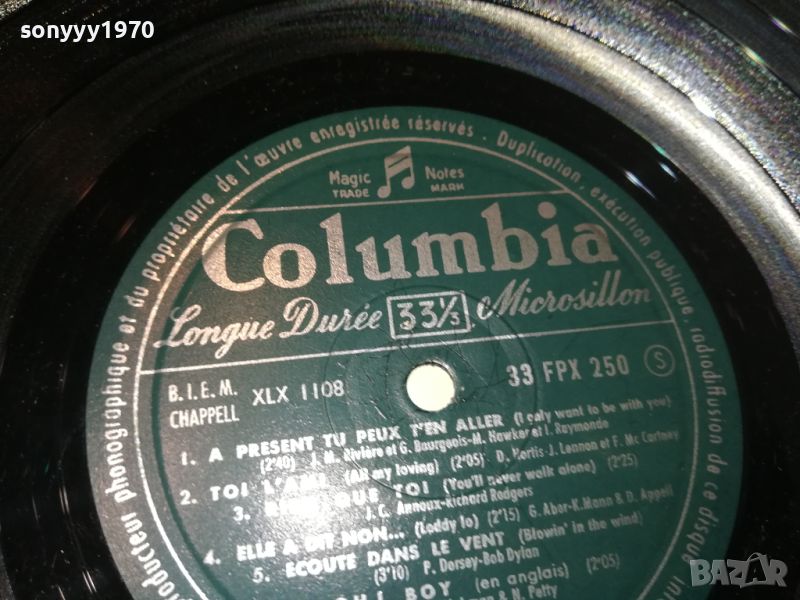 sonyyy1970
producteur phonographique et du propriétaire de l'œuvre enregistrée réservés · Duplication, exécution publique, radiodiffusion de ce disque
Magic Notes
TRADE MARK
Columbia
Longue Durée 33⅓ Microsillon
B.I.E.M. XLX 1108
CHAPPELL
33 FPX 250 S
1. A PRESENT TU PEUX T'EN ALLER (I only want to be with you)
(2'40) J. M. Rivière et G. Bourgeois-M. Hawker et I. Raymonde
2. TOI L'AMI (All my loving) (2'05) D. Hortis-J. Lennon et F. Mc Cartney
3. QUE TOI (You'll never walk alone) (2'25)
J. C. Annoux-Richard Rodgers
4. ELLE A DIT NON... (Loddy lo) (2'15) G. Aber-K. Mann & D. Appell
5. ECOUTE DANS LE VENT (Blowin' in the wind)
(3'10) P. Dorsey-Bob Dylan
BOY (en anglais) (2'05)
& N. Petty
BAZAR